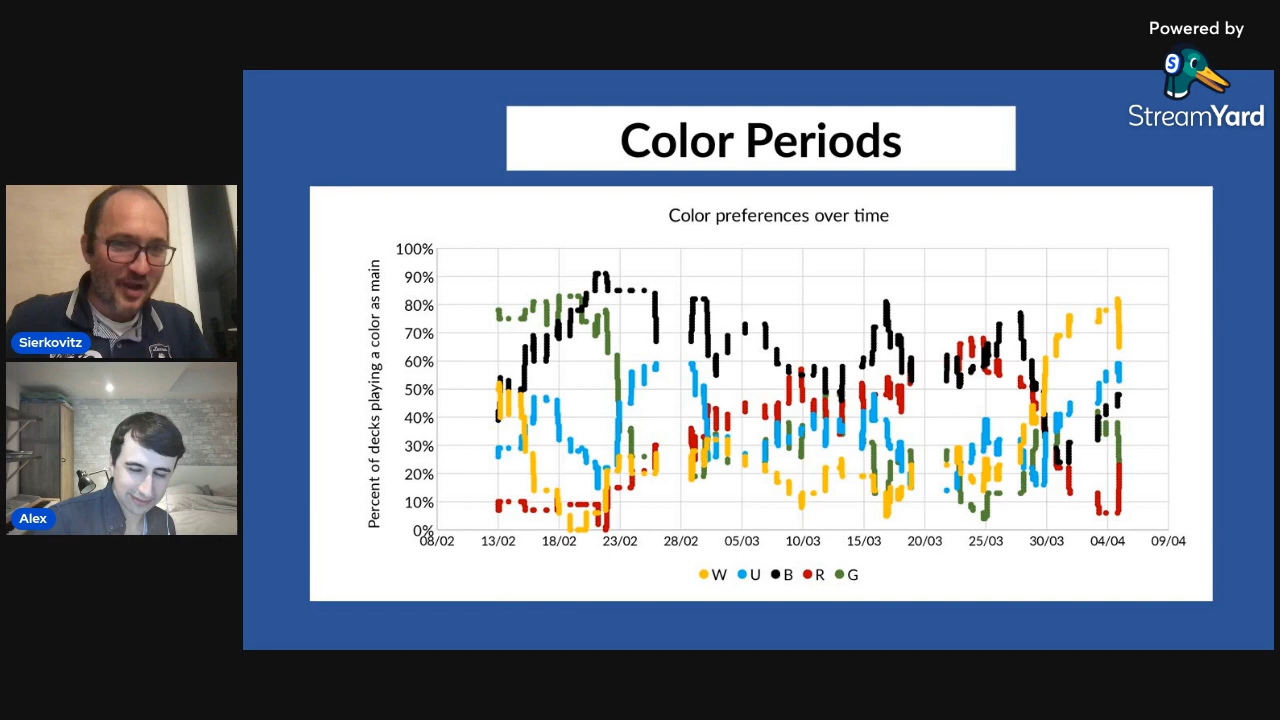 Powered by
S
StreamYard
Color Periods
Color preferences over time
Percent of decks playing a color as main
100%
90%
80%
70%
60%
50%
40%
30%
20%
10%
0%
08/02 13/02 18/02 23/02 28/02 05/03 10/03 15/03 20/03 25/03 30/03 04/04 09/04
W U B R G
Sierkovitz
Alex